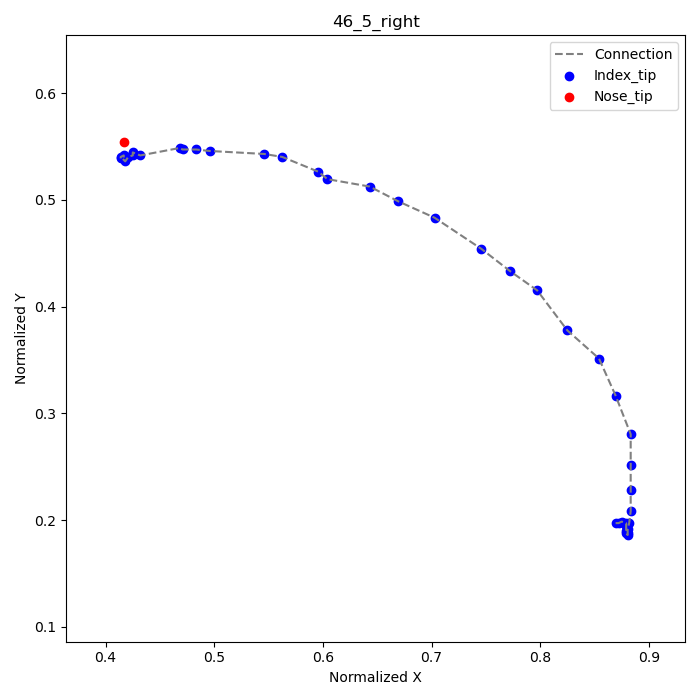 46_5_right
Connection
Index_tip
Nose_tip
0.6
0.5
0.4
0.3
0.2
0.1
Normalized Y
0.4 0.5 0.6 0.7 0.8 0.9
Normalized X